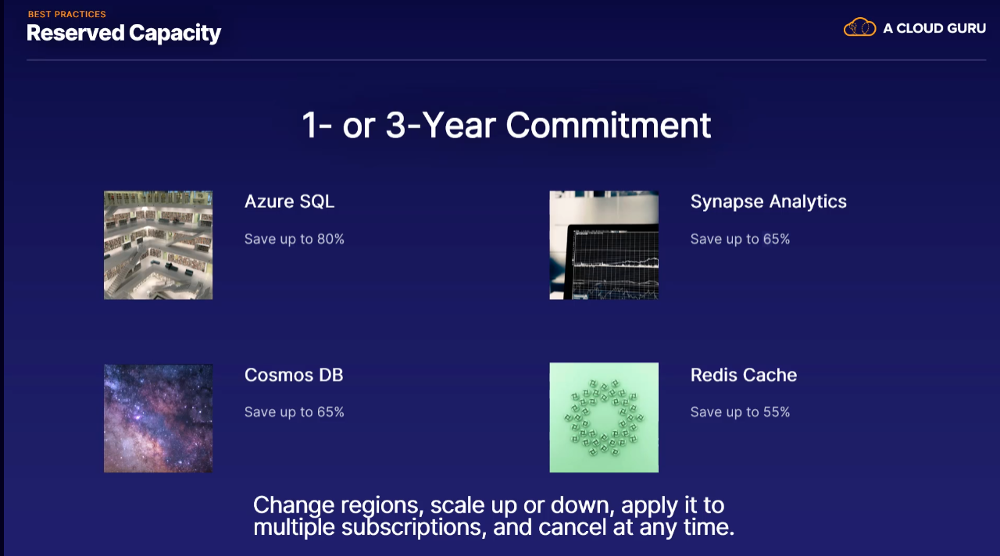 BEST PRACTICES
Reserved Capacity
A CLOUD GURU
1- or 3-Year Commitment
Azure SQL
Save up to 80%
Synapse Analytics
Save up to 65%
Cosmos DB
Save up to 65%
Redis Cache
Save up to 55%
Change regions, scale up or down, apply it to
multiple subscriptions, and cancel at any time.